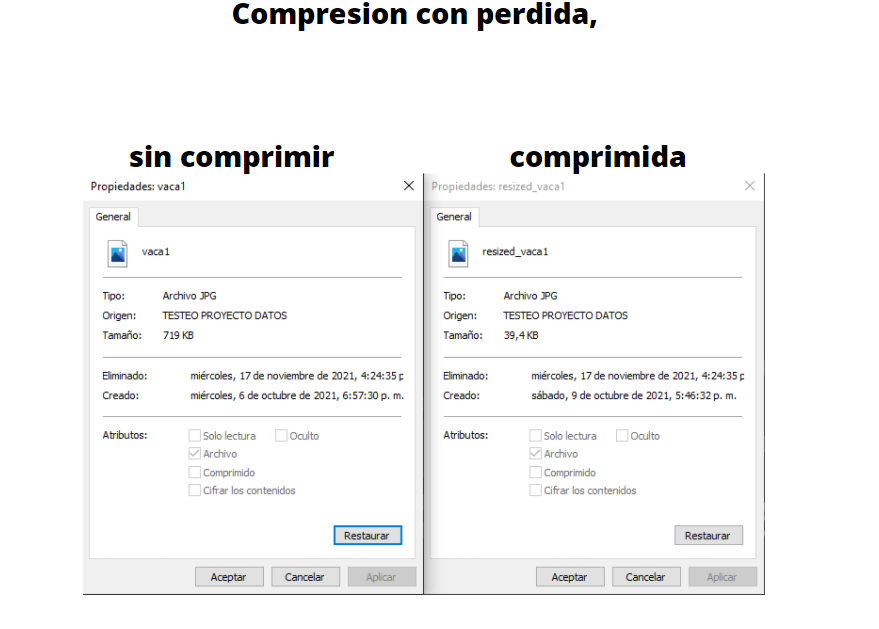 Compresion con perdida,
sin comprimir
comprimida
Propiedades: vaca1
General
vaca1
Tipo: Archivo JPG
Origen: TESTEO PROYECTO DATOS
Tamaño: 719 KB
Eliminado: miércoles, 17 de noviembre de 2021, 4:24:35 p
Creado: miércoles, 6 de octubre de 2021, 6:57:30 p. m.
Atributos: Solo lectura Oculto
Archivo
Comprimido
Cifrar los contenidos
Restaurar
Aceptar Cancelar Aplicar
Propiedades: resized_vaca1
General
resized_vaca1
Tipo: Archivo JPG
Origen: TESTEO PROYECTO DATOS
Tamaño: 39,4 KB
Eliminado: miércoles, 17 de noviembre de 2021, 4:24:35 p
Creado: sábado, 9 de octubre de 2021, 5:46:32 p. m.
Atributos: Solo lectura Oculto
Archivo
Comprimido
Cifrar los contenidos
Restaurar
Aceptar Cancelar Aplicar